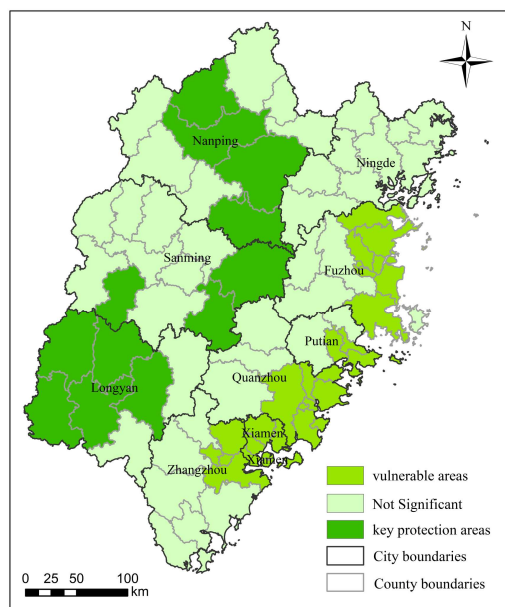 N
Nanping
Ningde
Sanming
Fuzhou
Putian
Longyan
Quanzhou
Xiamen
Xiamen
Zhangzhou
vulnerable areas
Not Significant
key protection areas
City boundaries
County boundaries
0 25 50 100
km